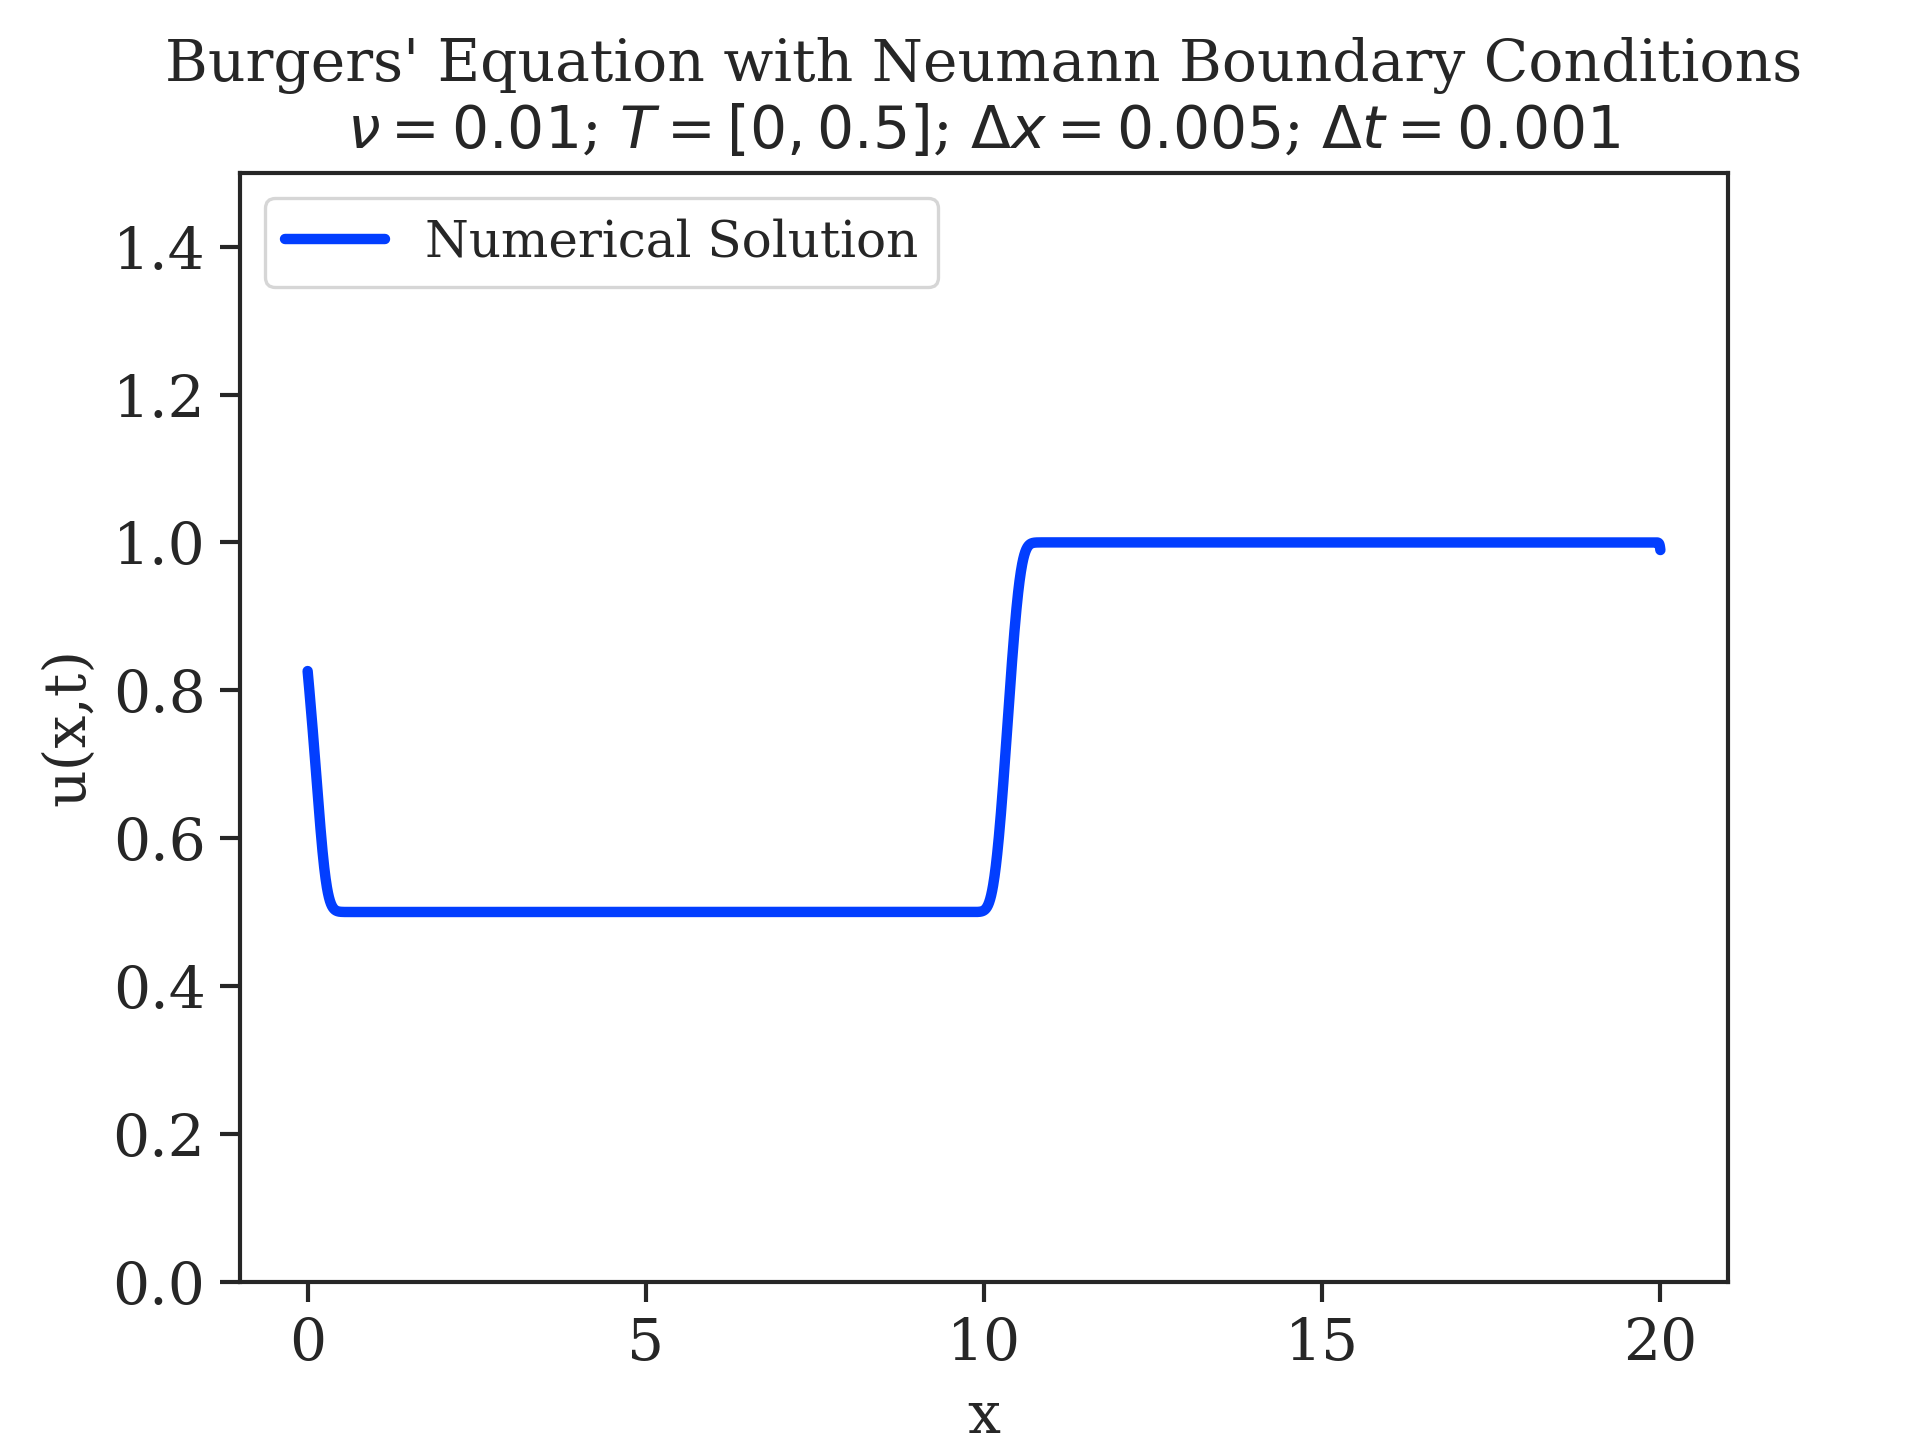 Burgers' Equation with Neumann Boundary Conditions
ν = 0.01; T = [0, 0.5]; Δx = 0.005; Δt = 0.001
Numerical Solution
1.4
1.2
1.0
0.8
0.6
0.4
0.2
0.0
u(x,t)
0 5 10 15 20
x